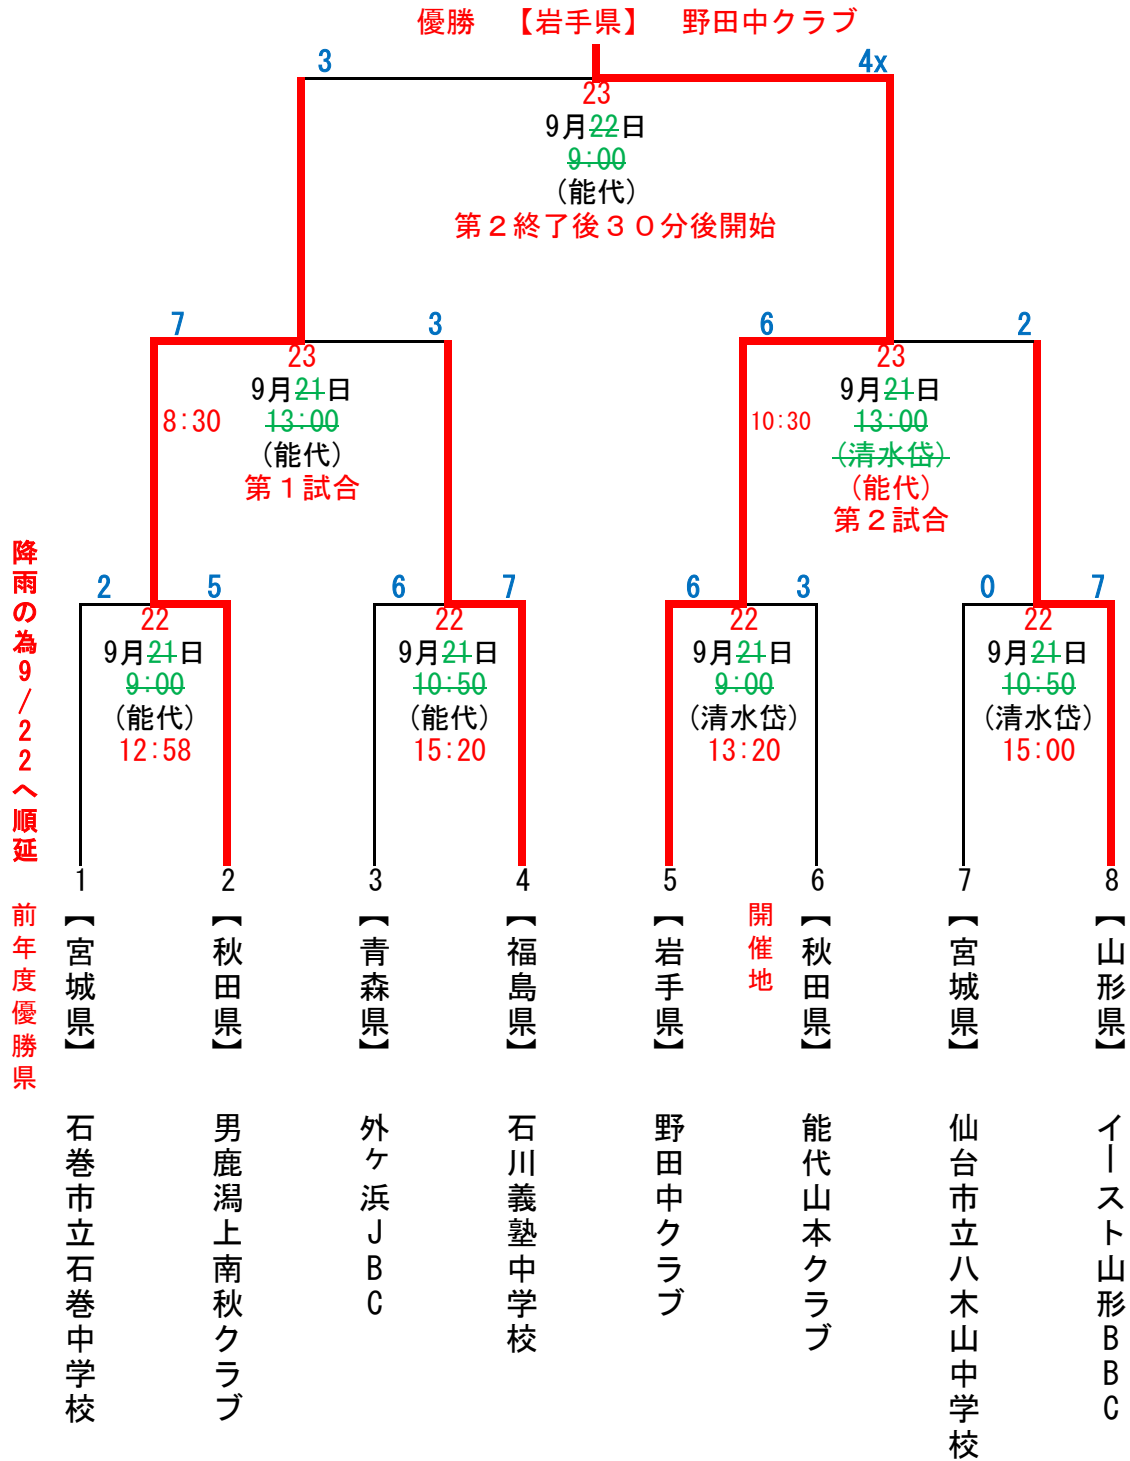 優勝　【岩手県】　野田中クラブ
3
4x
23
9月22日
9:00
(能代)
第２終了後３０分後開始
7
3
6
2
23
9月21日
8:30
13:00
(能代)
第１試合
23
9月21日
10:30
13:00
(清水岱)
(能代)
第２試合
降雨の為9/22へ順延
2
5
6
7
6
3
0
7
22
9月21日
9:00
(能代)
12:58
22
9月21日
10:50
(能代)
15:20
22
9月21日
9:00
(清水岱)
13:20
22
9月21日
10:50
(清水岱)
15:00
前年度優勝県
1
【宮城県】　石巻市立石巻中学校
2
【秋田県】　男鹿潟上南秋クラブ
3
【青森県】　外ケ浜JBC
4
【福島県】　石川義塾中学校
5
【岩手県】　野田中クラブ
開催地
6
【秋田県】　能代山本クラブ
7
【宮城県】　仙台市立八木山中学校
8
【山形県】　イースト山形BBC